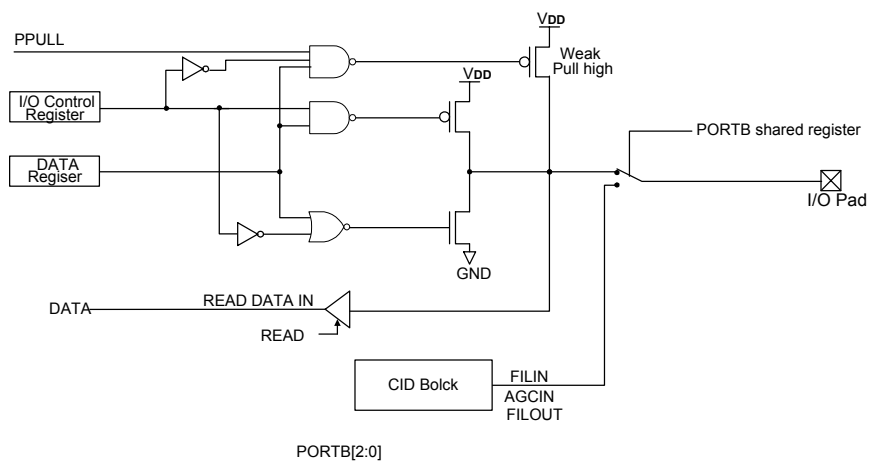 VDD
PPULL
Weak
Pull high
VDD
I/O Control
Register
PORTB shared register
DATA
Regiser
I/O Pad
GND
DATA
READ DATA IN
READ
CID Bolck
FILIN
AGCIN
FILOUT
PORTB[2:0]